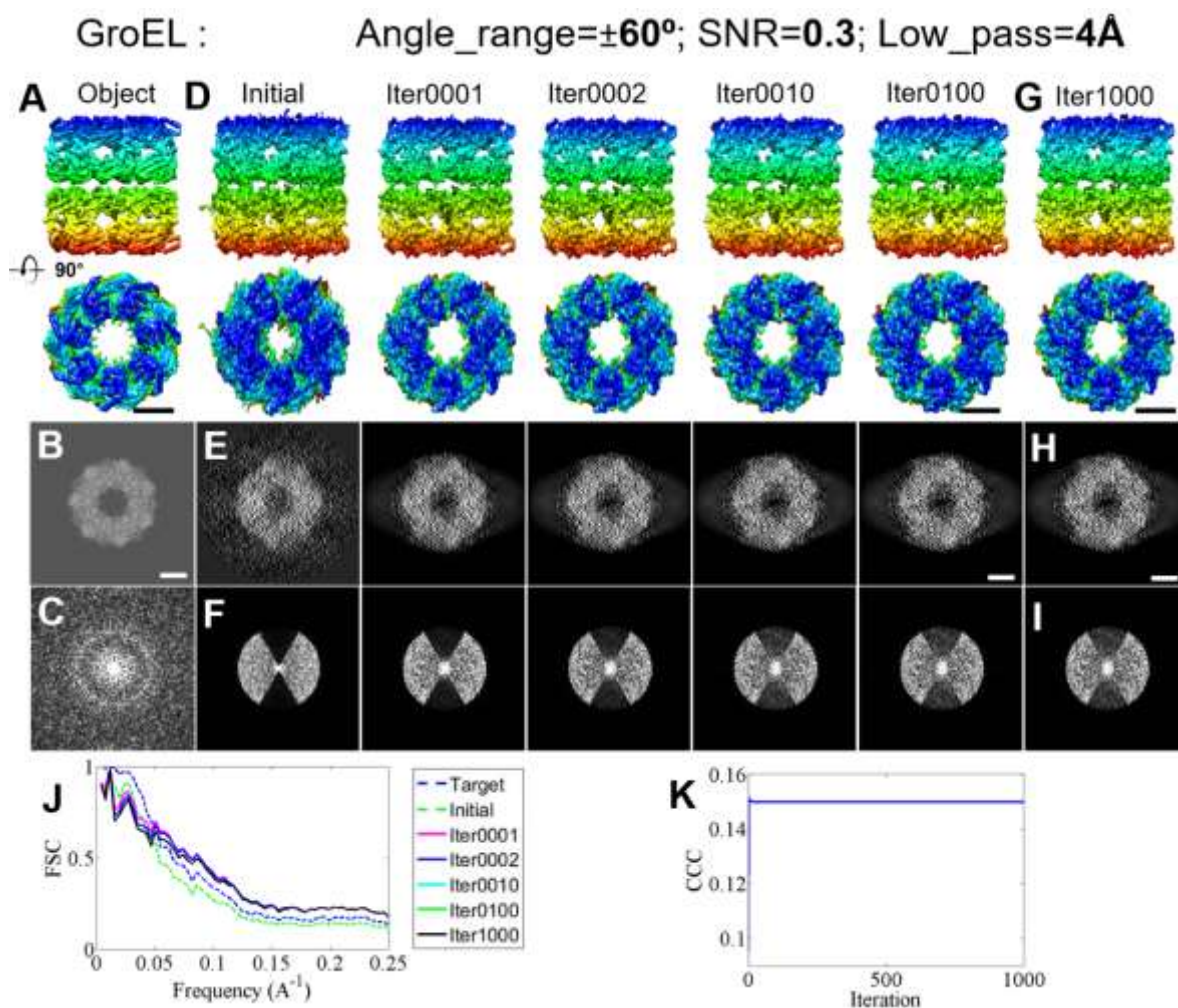 GroEL : Angle_range=±60º; SNR=0.3; Low_pass=4Å
A Object D Initial Iter0001 Iter0002 Iter0010 Iter0100 G Iter1000
90°
B E H
C F I
J
1
0.5
0
FSC
0 0.05 0.1 0.15 0.2 0.25
Frequency (A⁻¹)
Target
Initial
Iter0001
Iter0002
Iter0010
Iter0100
Iter1000
K
0.16
0.14
0.12
0.1
CCC
0 500 1000
Iteration